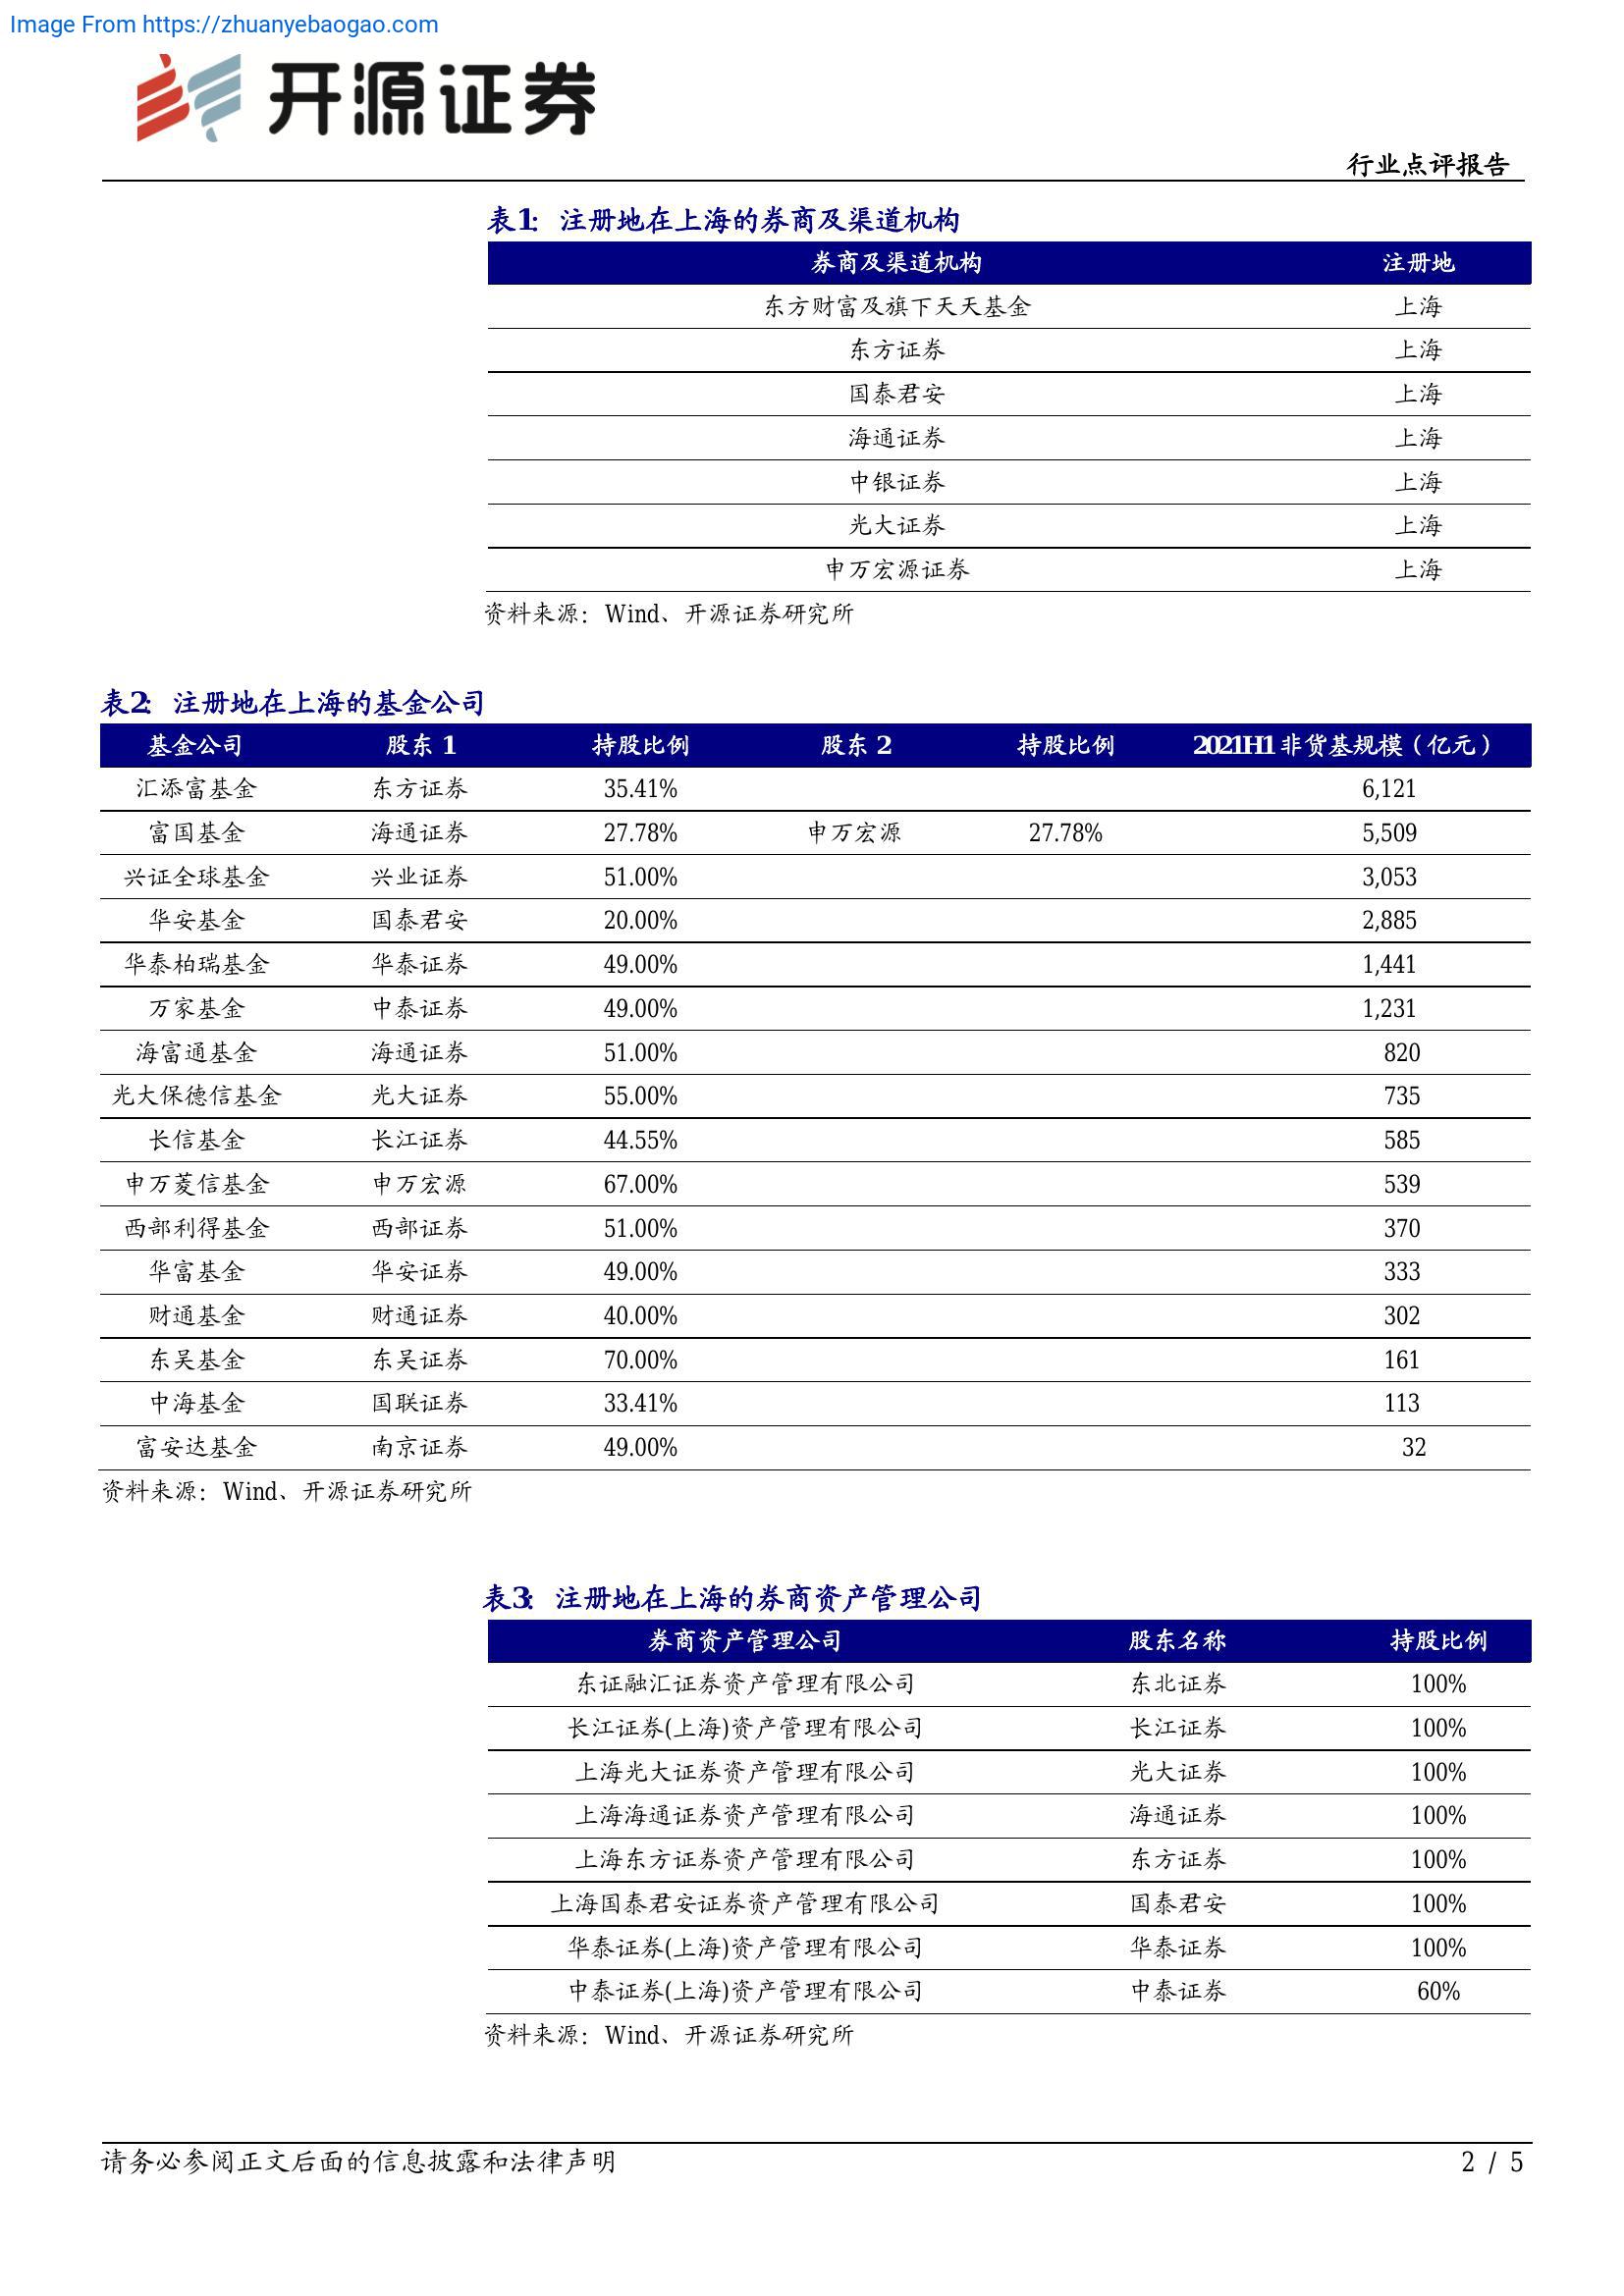 Image From https://zhuanyebaogao.com
开源证券
行业点评报告
表1：注册地在上海的券商及渠道机构
券商及渠道机构 注册地
东方财富及旗下天天基金 上海
东方证券 上海
国泰君安 上海
海通证券 上海
中银证券 上海
光大证券 上海
申万宏源证券 上海
资料来源：Wind、开源证券研究所
表2：注册地在上海的基金公司
基金公司 股东 1 持股比例 股东 2 持股比例 2021H1 非货基规模（亿元）
汇添富基金 东方证券 35.41% 6,121
富国基金 海通证券 27.78% 申万宏源 27.78% 5,509
兴证全球基金 兴业证券 51.00% 3,053
华安基金 国泰君安 20.00% 2,885
华泰柏瑞基金 华泰证券 49.00% 1,441
万家基金 中泰证券 49.00% 1,231
海富通基金 海通证券 51.00% 820
光大保德信基金 光大证券 55.00% 735
长信基金 长江证券 44.55% 585
申万菱信基金 申万宏源 67.00% 539
西部利得基金 西部证券 51.00% 370
华富基金 华安证券 49.00% 333
财通基金 财通证券 40.00% 302
东吴基金 东吴证券 70.00% 161
中海基金 国联证券 33.41% 113
富安达基金 南京证券 49.00% 32
资料来源：Wind、开源证券研究所
表3：注册地在上海的券商资产管理公司
券商资产管理公司 股东名称 持股比例
东证融汇证券资产管理有限公司 东北证券 100%
长江证券(上海)资产管理有限公司 长江证券 100%
上海光大证券资产管理有限公司 光大证券 100%
上海海通证券资产管理有限公司 海通证券 100%
上海东方证券资产管理有限公司 东方证券 100%
上海国泰君安证券资产管理有限公司 国泰君安 100%
华泰证券(上海)资产管理有限公司 华泰证券 100%
中泰证券(上海)资产管理有限公司 中泰证券 60%
资料来源：Wind、开源证券研究所
请务必参阅正文后面的信息披露和法律声明 2 / 5